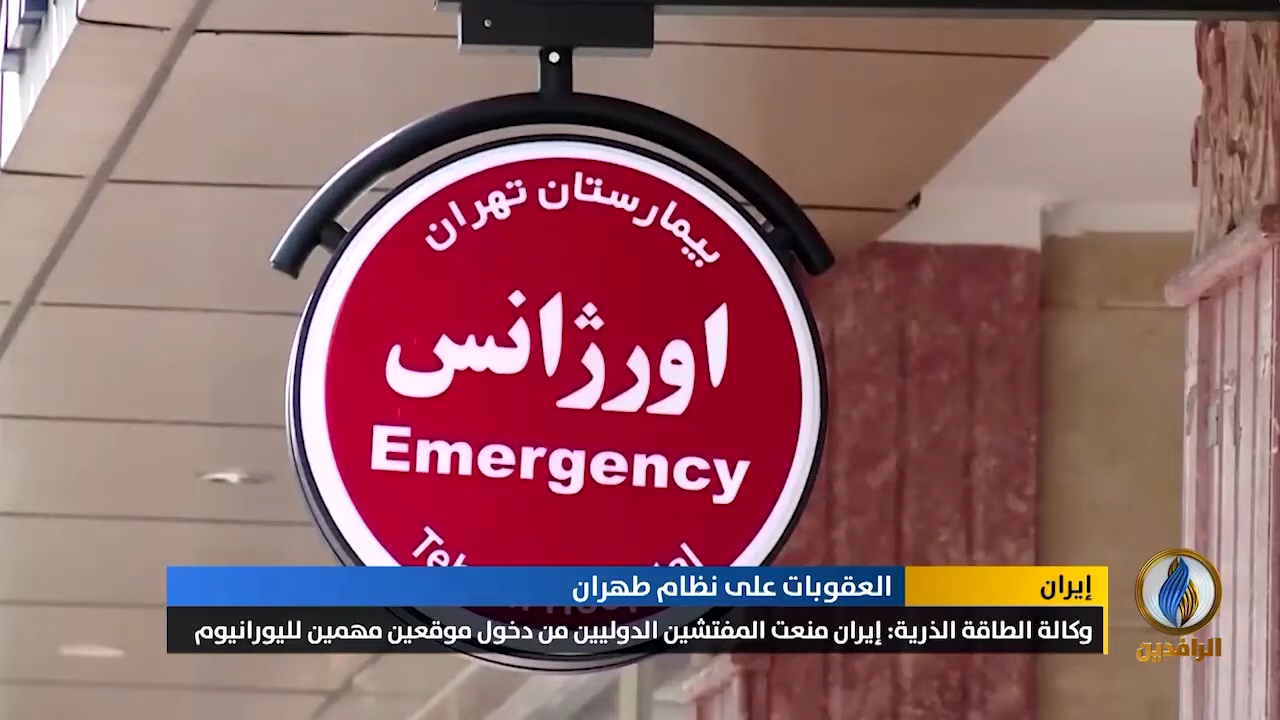 بیمارستان تهران
اورژانس
Emergency
إيران
العقوبات على نظام طهران
وكالة الطاقة الذرية: إيران منعت المفتشين الدوليين من دخول موقعين مهمين لليورانيوم
الرافدين